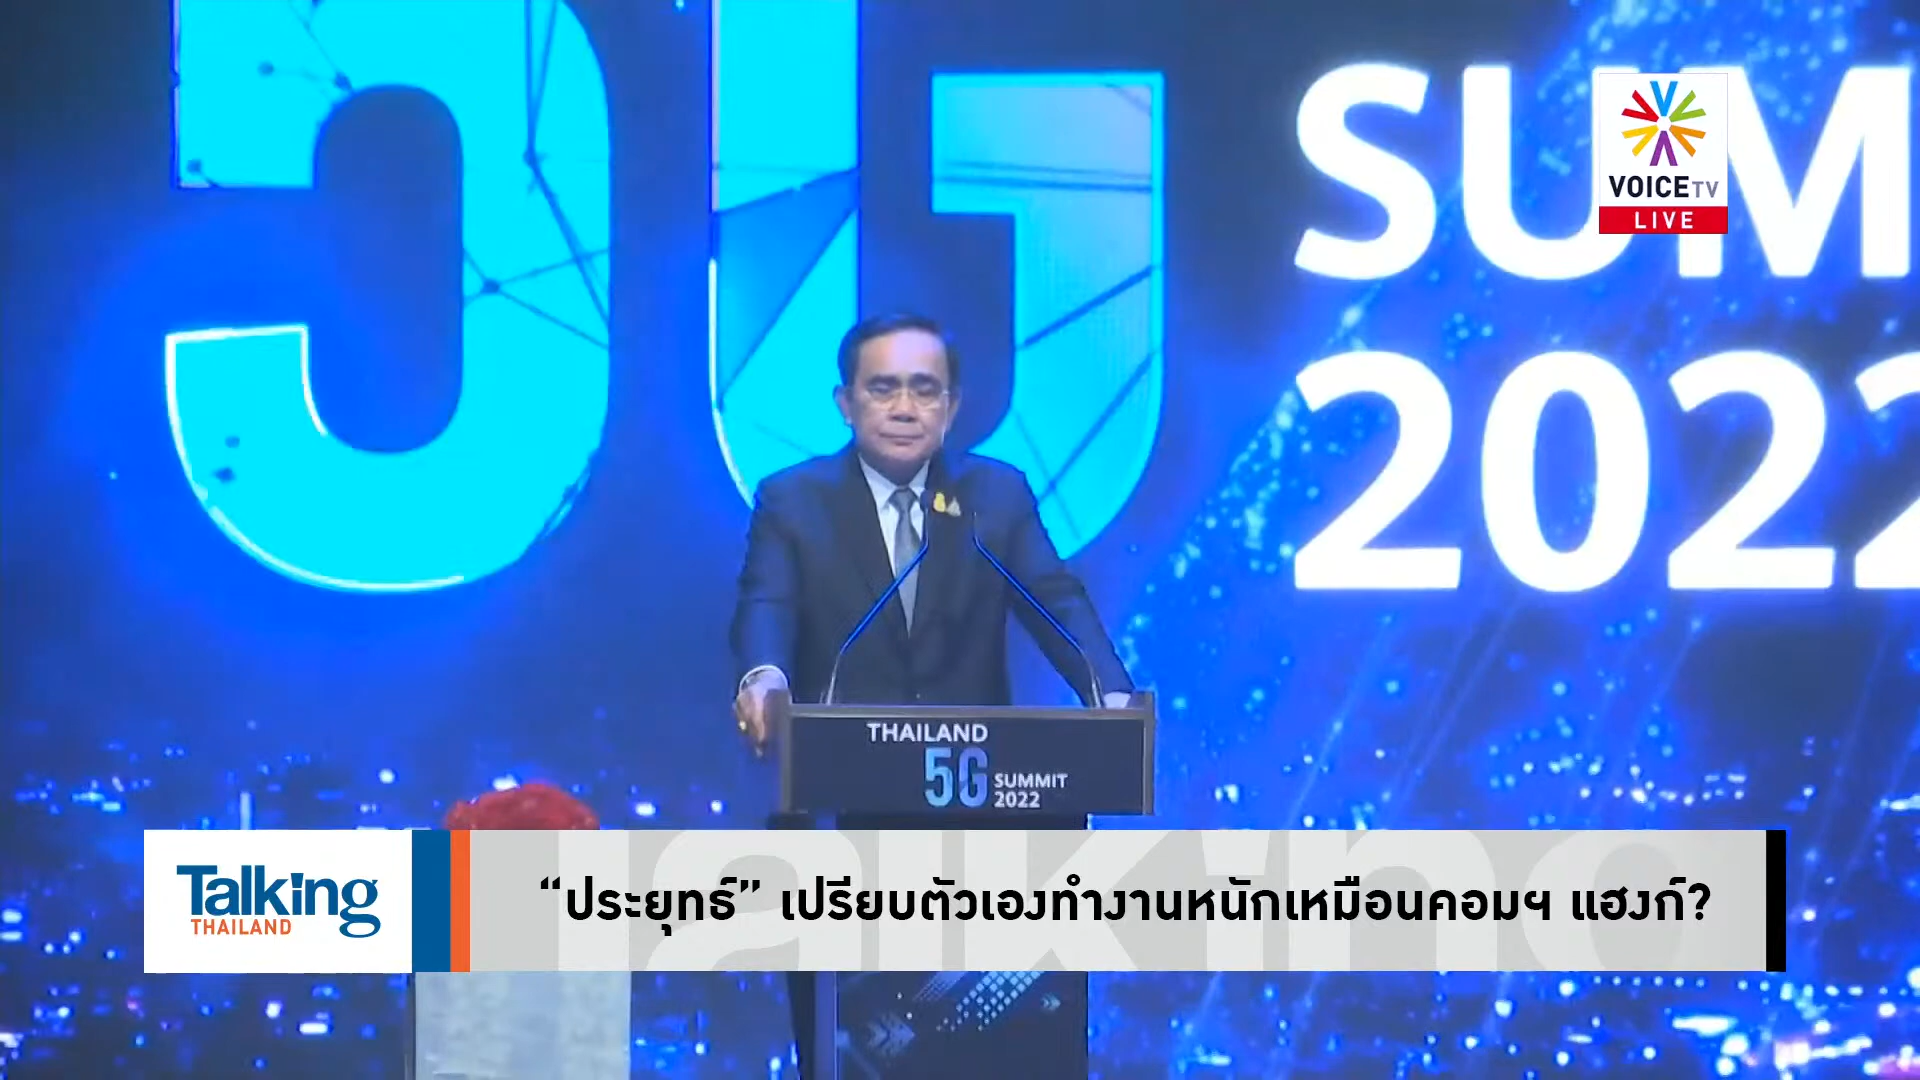 5G
SUM
2022
VOICE TV
LIVE
THAILAND
5G SUMMIT
2022
Talking
THAILAND
“ประยุทธ์” เปรียบตัวเองทำงานหนักเหมือนคอมฯ แฮงก์?
Talking